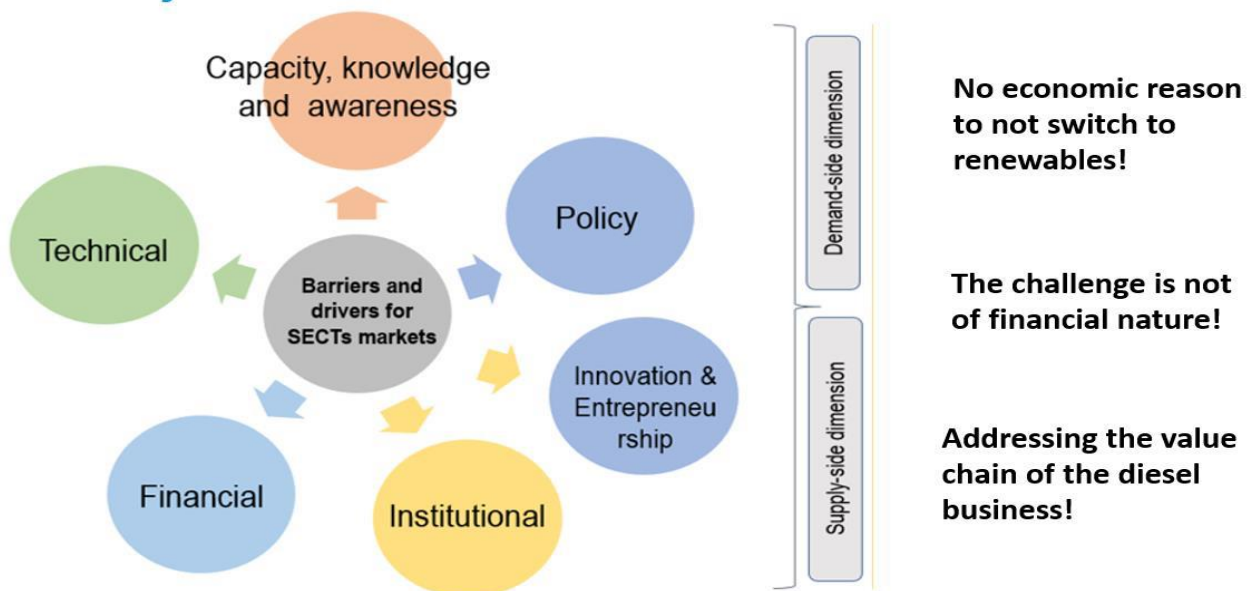 Capacity, knowledge
and awareness
Policy
Technical
Barriers and
drivers for
SECTs markets
Innovation &
Entrepreneu
rship
Financial
Institutional
Demand-side dimension
Supply-side dimension
No economic reason
to not switch to
renewables!
The challenge is not
of financial nature!
Addressing the value
chain of the diesel
business!